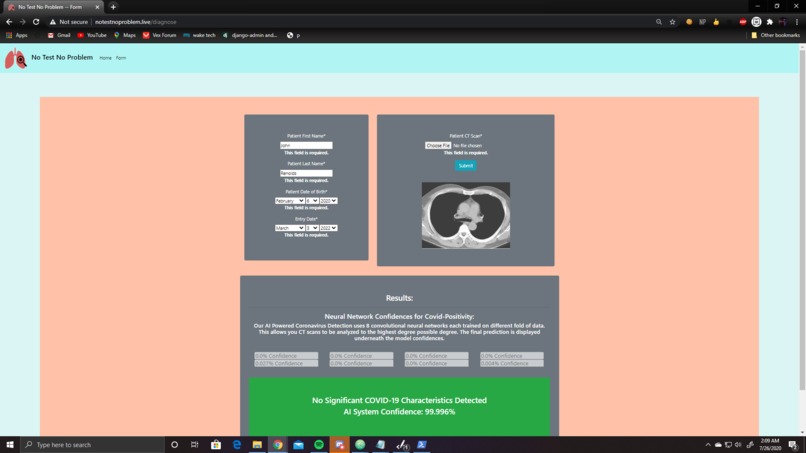 No Test No Problem -- Form
Not secure | notestnoproblem.live/diagnose
Apps Gmail YouTube Maps Vex Forum wake tech django-admin and... p Other bookmarks
No Test No Problem Home Form
Patient First Name*
John
This field is required.
Patient Last Name*
Renolds
This field is required.
Patient Date of Birth*
February 6 2020
This field is required.
Entry Date*
March 3 2022
This field is required.
Patient CT Scan*
Choose File No file chosen
This field is required.
Submit
Results:
Neural Network Confidences for Covid-Positivity:
Our AI Powered Coronavirus Detection uses 8 convolutional neural networks each trained on different fold of data.
This allows you CT scans to be analyzed to the highest degree possible degree. The final prediction is displayed
underneath the model confidences.
0.0% Confidence 0.0% Confidence 0.0% Confidence 0.0% Confidence
0.027% Confidence 0.0% Confidence 0.0% Confidence 0.004% Confidence
No Significant COVID-19 Characteristics Detected
AI System Confidence: 99.996%
Type here to search
2:09 AM
7/26/2020